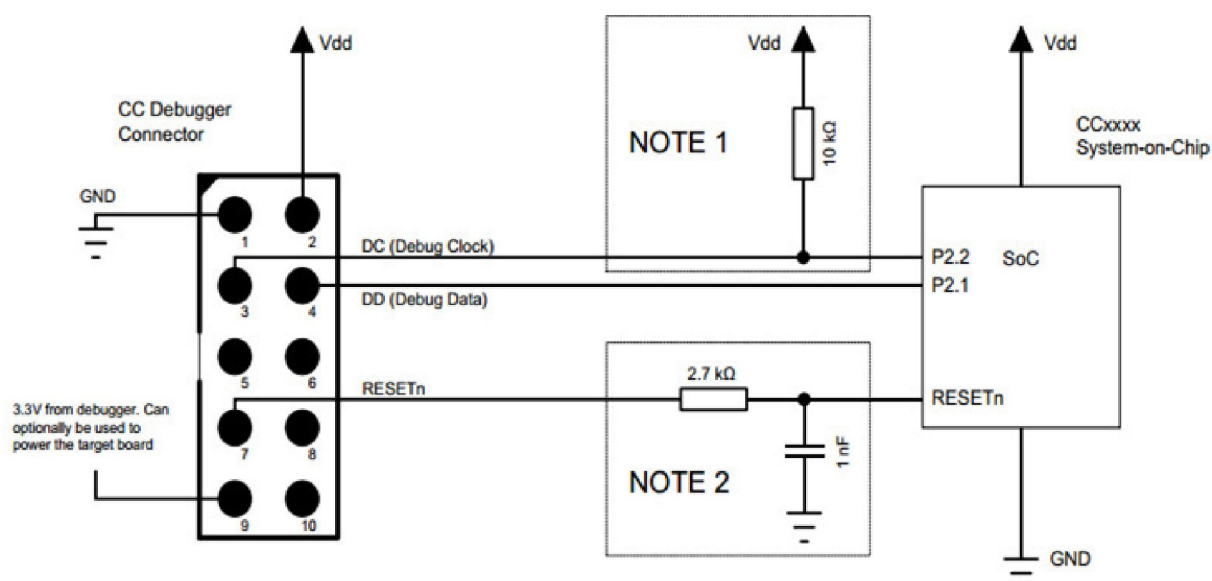 Vdd
CC Debugger
Connector
GND
1
2
DC (Debug Clock)
3
4
DD (Debug Data)
5
6
RESETn
3.3V from debugger. Can
optionally be used to
power the target board
7
8
9
10
Vdd
NOTE 1
10 kΩ
2.7 kΩ
1 nF
NOTE 2
Vdd
CCxxxx
System-on-Chip
P2.2
SoC
P2.1
RESETn
GND